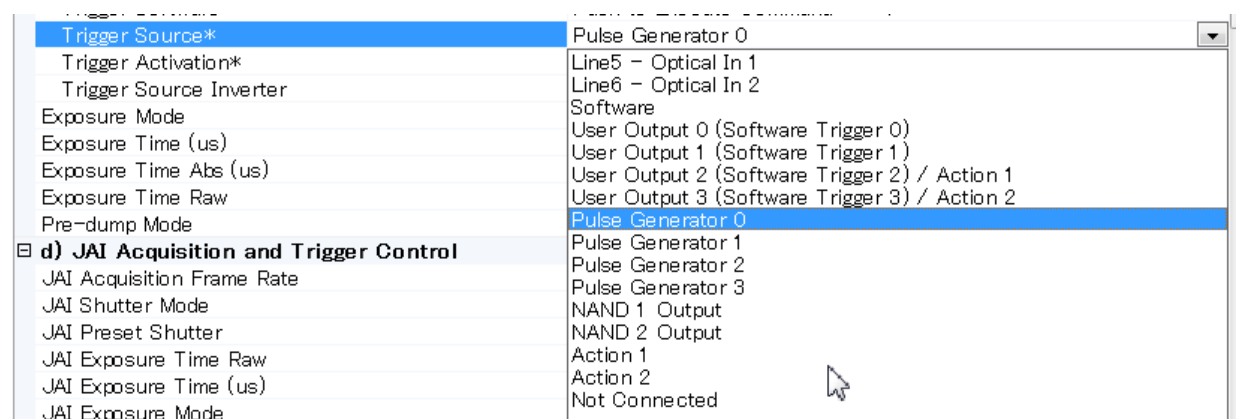 Trigger Source* Pulse Generator 0
Trigger Activation*
Trigger Source Inverter
Exposure Mode
Exposure Time (us)
Exposure Time Abs (us)
Exposure Time Raw
Pre-dump Mode
d) JAI Acquisition and Trigger Control
JAI Acquisition Frame Rate
JAI Shutter Mode
JAI Preset Shutter
JAI Exposure Time Raw
JAI Exposure Time (us)
JAI Exposure Mode
Line5 - Optical In 1
Line6 - Optical In 2
Software
User Output 0 (Software Trigger 0)
User Output 1 (Software Trigger 1)
User Output 2 (Software Trigger 2) / Action 1
User Output 3 (Software Trigger 3) / Action 2
Pulse Generator 0
Pulse Generator 1
Pulse Generator 2
Pulse Generator 3
NAND 1 Output
NAND 2 Output
Action 1
Action 2
Not Connected